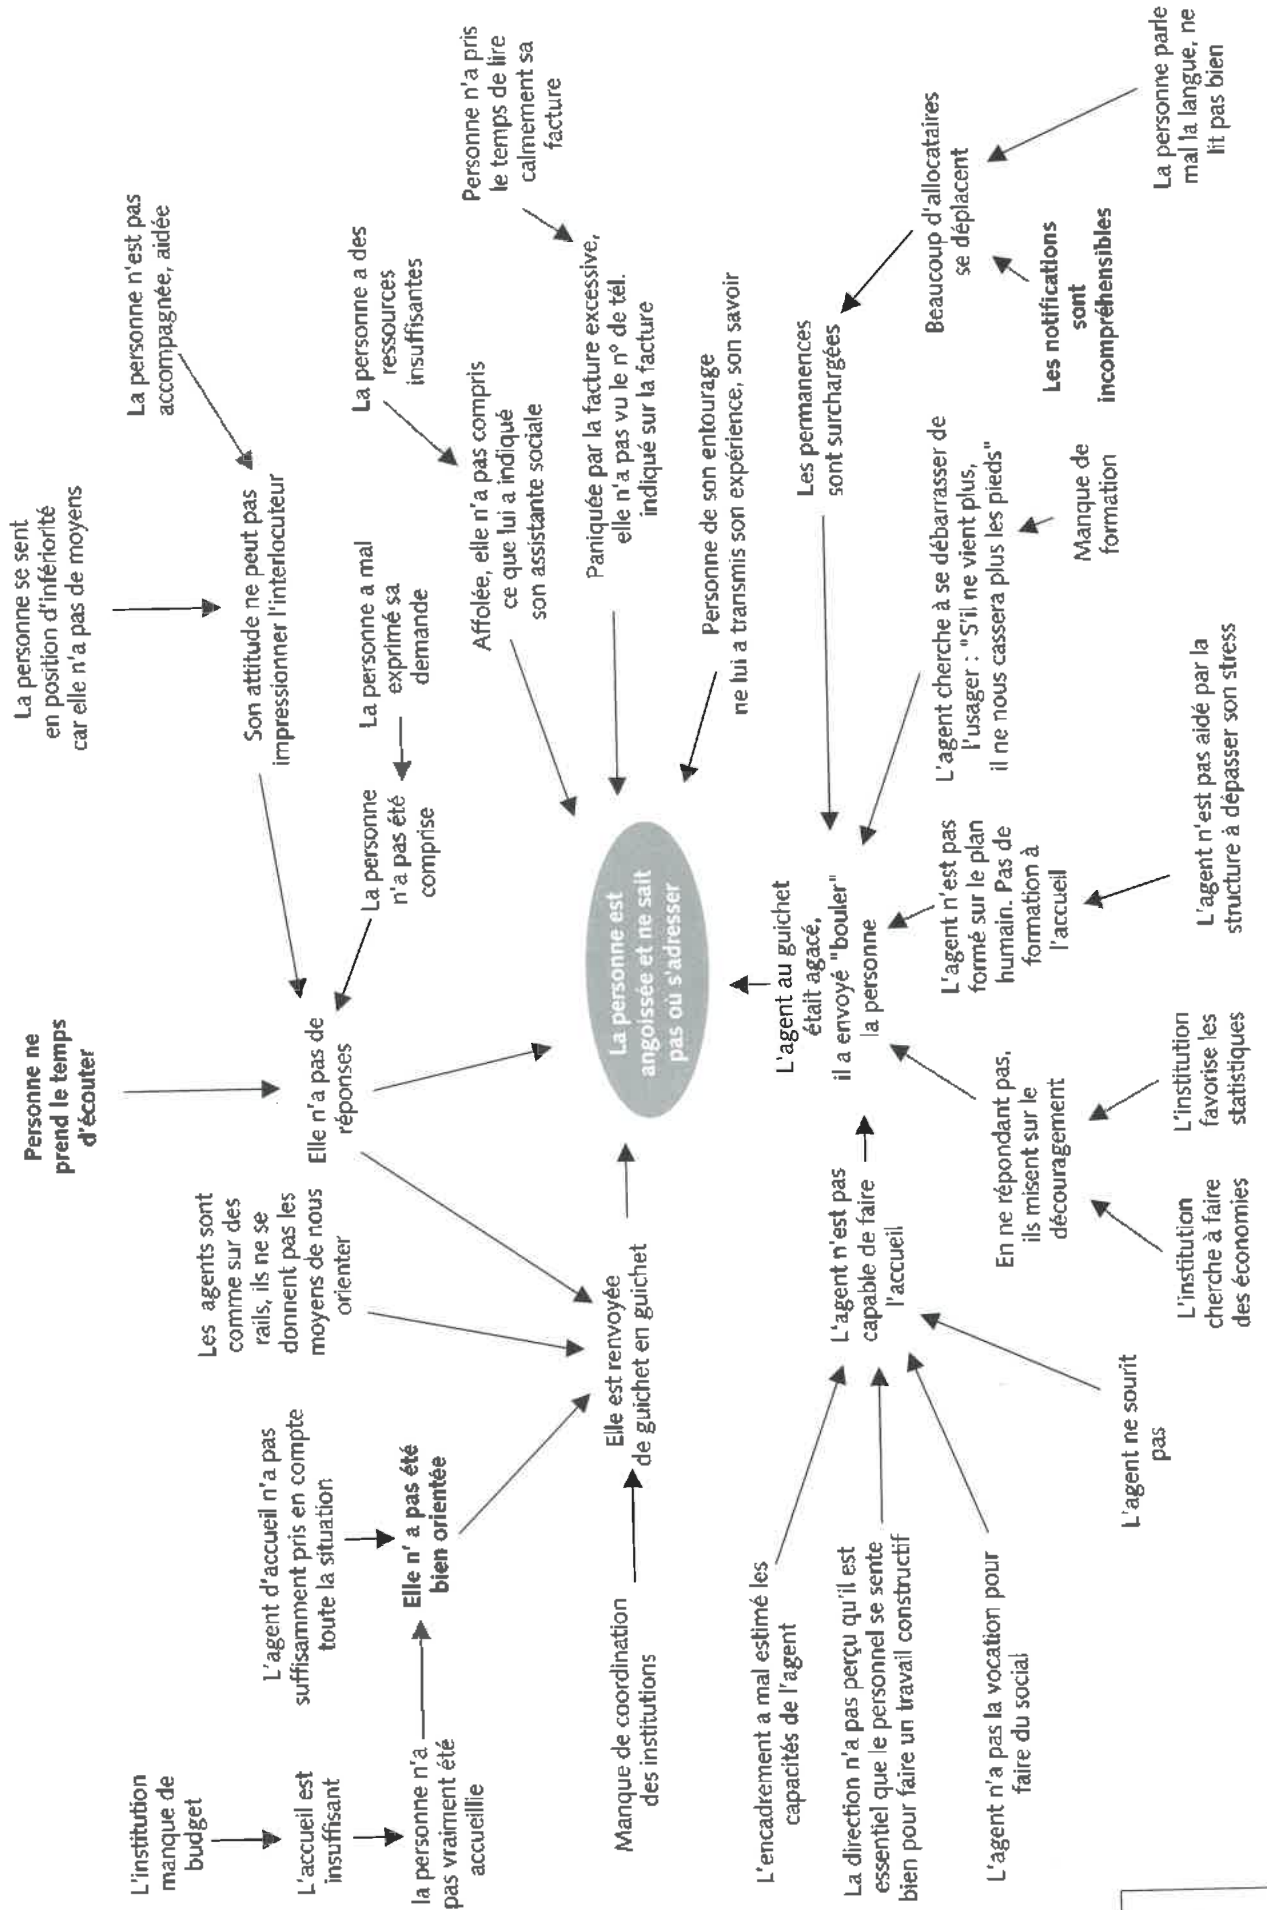 La personne se sent
en position d'infériorité
car elle n'a pas de moyens
La personne n'est pas
accompagnée, aidée
Son attitude ne peut pas
impressionner l'interlocuteur
Personne ne
prend le temps
d'écouter
Elle n'a pas de
réponses
La personne a mal
exprimé sa
demande
La personne
n'a pas été
comprise
La personne a des
ressources
insuffisantes
Affolée, elle n'a pas compris
ce que lui a indiqué
son assistante sociale
Personne n'a pris
le temps de lire
calmement sa
facture
Paniquée par la facture excessive,
elle n'a pas vu le n° de tél.
indiqué sur la facture
Personne de son entourage
ne lui a transmis son expérience, son savoir
Les agents sont
comme sur des
rails, ils ne se
donnent pas les
moyens de nous
orienter
L'institution
manque de
budget
L'accueil est
insuffisant
la personne n'a
pas vraiment été
accueillie
L'agent d'accueil n'a pas
suffisamment pris en compte
toute la situation
Elle n' a pas été
bien orientée
Elle est renvoyée
de guichet en guichet
Manque de coordination
des institutions
La personne est
angoissée et ne sait
pas où s'adresser
L'agent au guichet
était agacé,
il a envoyé "bouler"
la personne
Les permanences
sont surchargées
Beaucoup d'allocataires
se déplacent
Les notifications
sont
incompréhensibles
La personne parle
mal la langue, ne
lit pas bien
L'agent cherche à se débarrasser de
l'usager : "S'il ne vient plus,
il ne nous cassera plus les pieds"
Manque de
formation
L'agent n'est pas
formé sur le plan
humain. Pas de
formation à
l'accueil
L'agent n'est pas aidé par la
structure à dépasser son stress
En ne répondant pas,
ils misent sur le
découragement
L'institution
favorise les
statistiques
L'institution
cherche à faire
des économies
L'agent n'est pas
capable de faire
l'accueil
L'encadrement a mal estimé les
capacités de l'agent
La direction n'a pas perçu qu'il est
essentiel que le personnel se sente
bien pour faire un travail constructif
L'agent n'a pas la vocation pour
faire du social
L'agent ne sourit
pas